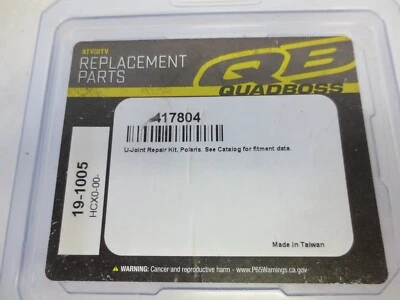 ATV/UTV
REPLACEMENT
PARTS
QB
QUADBOSS
417804
U-Joint Repair Kit, Polaris. See Catalog for fitment data.
19-1005
HCX0-00-
Made in Taiwan
WARNING: Cancer and reproductive harm - www.P65Warnings.ca.gov